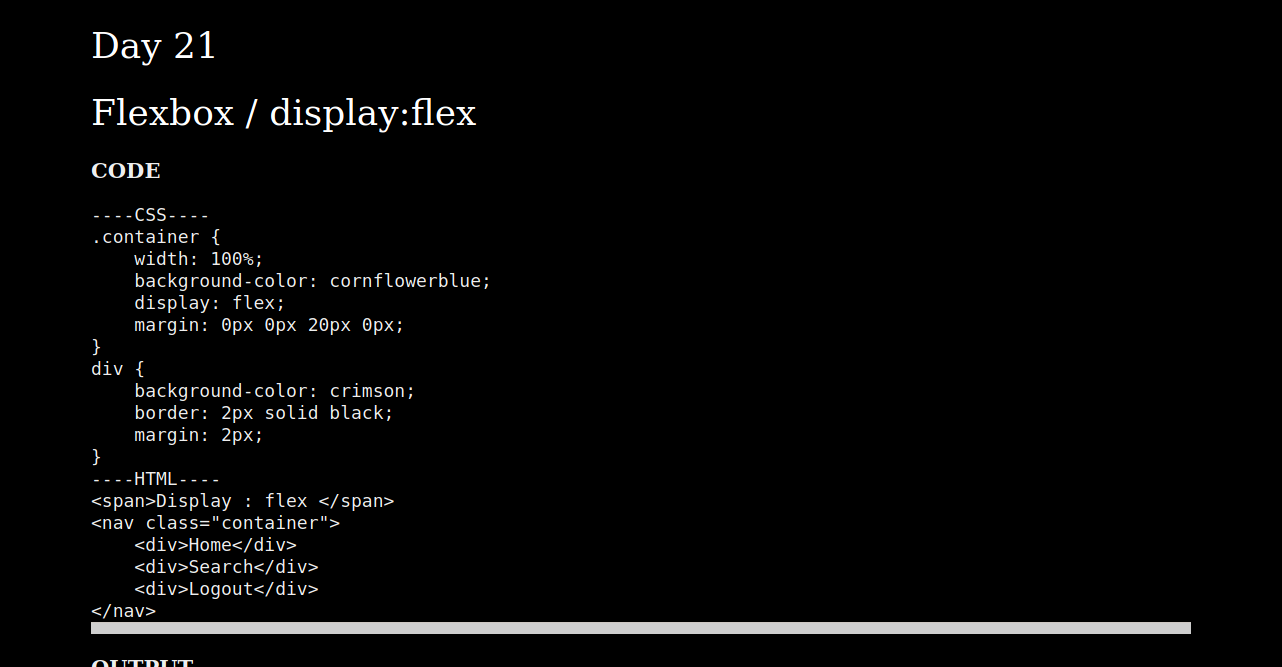 Day 21
Flexbox / display:flex
CODE
----CSS----
.container {
    width: 100%;
    background-color: cornflowerblue;
    display: flex;
    margin: 0px 0px 20px 0px;
}
div {
    background-color: crimson;
    border: 2px solid black;
    margin: 2px;
}
----HTML----
<span>Display : flex </span>
<nav class="container">
    <div>Home</div>
    <div>Search</div>
    <div>Logout</div>
</nav>
OUTPUT